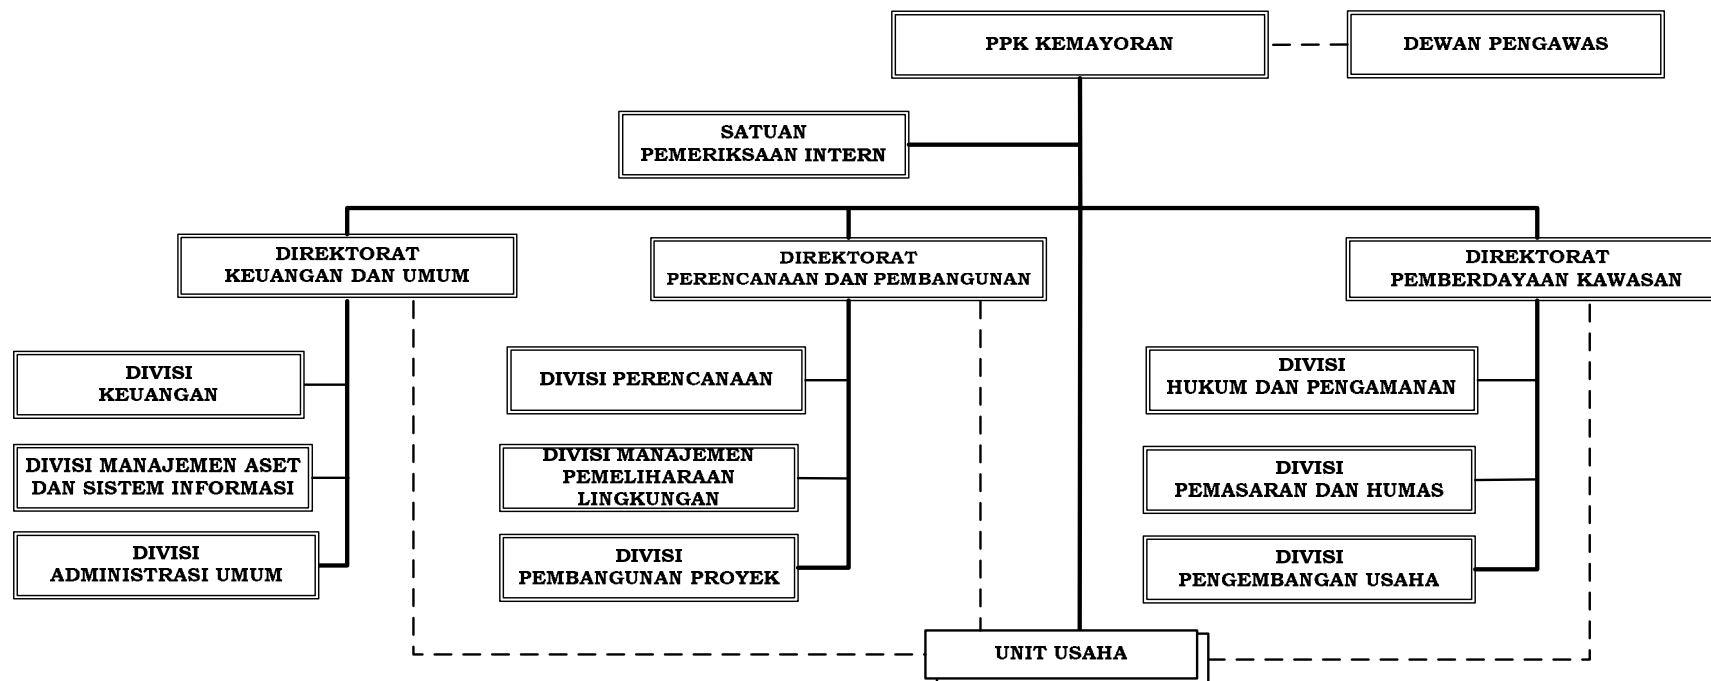 PPK KEMAYORAN
DEWAN PENGAWAS
SATUAN
PEMERIKSAAN INTERN
DIREKTORAT
KEUANGAN DAN UMUM
DIREKTORAT
PERENCANAAN DAN PEMBANGUNAN
DIREKTORAT
PEMBERDAYAAN KAWASAN
DIVISI
KEUANGAN
DIVISI MANAJEMEN ASET
DAN SISTEM INFORMASI
DIVISI
ADMINISTRASI UMUM
DIVISI PERENCANAAN
DIVISI MANAJEMEN
PEMELIHARAAN
LINGKUNGAN
DIVISI
PEMBANGUNAN PROYEK
DIVISI
HUKUM DAN PENGAMANAN
DIVISI
PEMASARAN DAN HUMAS
DIVISI
PENGEMBANGAN USAHA
UNIT USAHA